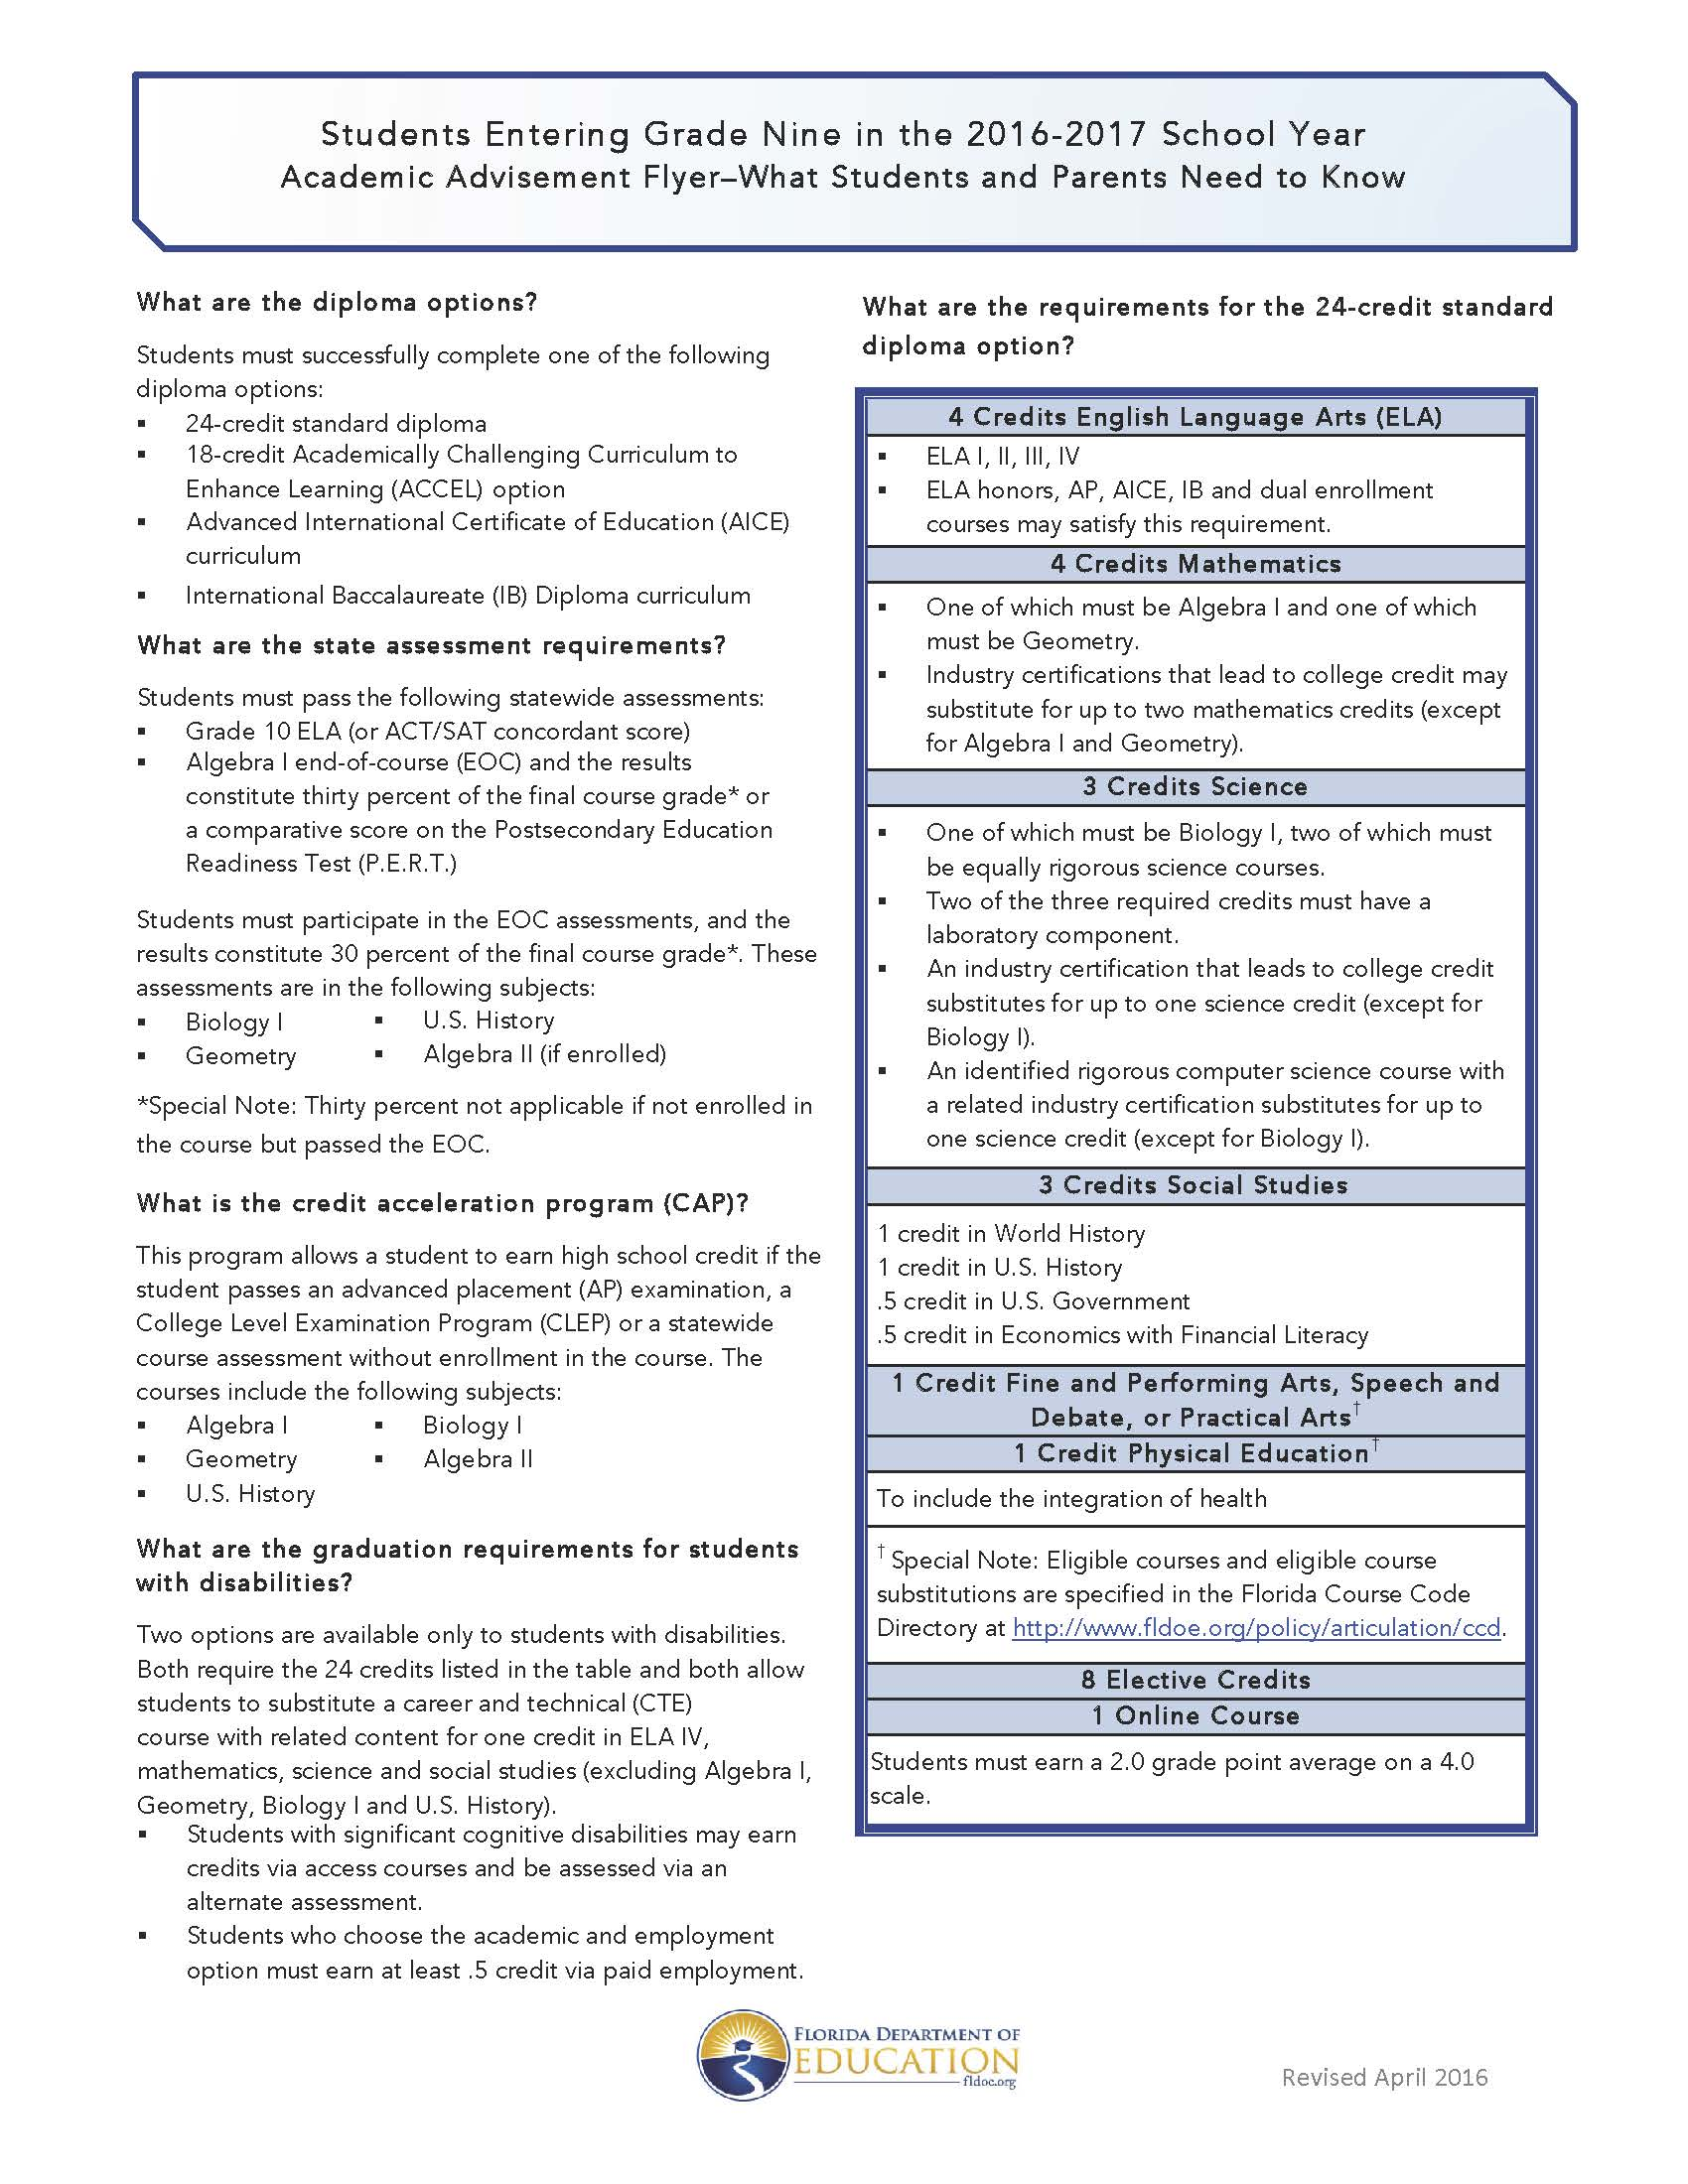 Students Entering Grade Nine in the 2016-2017 School Year
Academic Advisement Flyer–What Students and Parents Need to Know
What are the diploma options?
Students must successfully complete one of the following
diploma options:
▪ 24-credit standard diploma
▪ 18-credit Academically Challenging Curriculum to
Enhance Learning (ACCEL) option
▪ Advanced International Certificate of Education (AICE)
curriculum
▪ International Baccalaureate (IB) Diploma curriculum
What are the state assessment requirements?
Students must pass the following statewide assessments:
▪ Grade 10 ELA (or ACT/SAT concordant score)
▪ Algebra I end-of-course (EOC) and the results
constitute thirty percent of the final course grade* or
a comparative score on the Postsecondary Education
Readiness Test (P.E.R.T.)
Students must participate in the EOC assessments, and the
results constitute 30 percent of the final course grade*. These
assessments are in the following subjects:
▪ Biology I ▪ U.S. History
▪ Geometry ▪ Algebra II (if enrolled)
*Special Note: Thirty percent not applicable if not enrolled in
the course but passed the EOC.
What is the credit acceleration program (CAP)?
This program allows a student to earn high school credit if the
student passes an advanced placement (AP) examination, a
College Level Examination Program (CLEP) or a statewide
course assessment without enrollment in the course. The
courses include the following subjects:
▪ Algebra I ▪ Biology I
▪ Geometry ▪ Algebra II
▪ U.S. History
What are the graduation requirements for students
with disabilities?
Two options are available only to students with disabilities.
Both require the 24 credits listed in the table and both allow
students to substitute a career and technical (CTE)
course with related content for one credit in ELA IV,
mathematics, science and social studies (excluding Algebra I,
Geometry, Biology I and U.S. History).
▪ Students with significant cognitive disabilities may earn
credits via access courses and be assessed via an
alternate assessment.
▪ Students who choose the academic and employment
option must earn at least .5 credit via paid employment.
What are the requirements for the 24-credit standard
diploma option?
4 Credits English Language Arts (ELA)
▪ ELA I, II, III, IV
▪ ELA honors, AP, AICE, IB and dual enrollment
courses may satisfy this requirement.
4 Credits Mathematics
▪ One of which must be Algebra I and one of which
must be Geometry.
▪ Industry certifications that lead to college credit may
substitute for up to two mathematics credits (except
for Algebra I and Geometry).
3 Credits Science
▪ One of which must be Biology I, two of which must
be equally rigorous science courses.
▪ Two of the three required credits must have a
laboratory component.
▪ An industry certification that leads to college credit
substitutes for up to one science credit (except for
Biology I).
▪ An identified rigorous computer science course with
a related industry certification substitutes for up to
one science credit (except for Biology I).
3 Credits Social Studies
1 credit in World History
1 credit in U.S. History
.5 credit in U.S. Government
.5 credit in Economics with Financial Literacy
1 Credit Fine and Performing Arts, Speech and
Debate, or Practical Arts†
1 Credit Physical Education†
To include the integration of health
† Special Note: Eligible courses and eligible course
substitutions are specified in the Florida Course Code
Directory at http://www.fldoe.org/policy/articulation/ccd.
8 Elective Credits
1 Online Course
Students must earn a 2.0 grade point average on a 4.0
scale.
FLORIDA DEPARTMENT OF
EDUCATION
fldoe.org
Revised April 2016